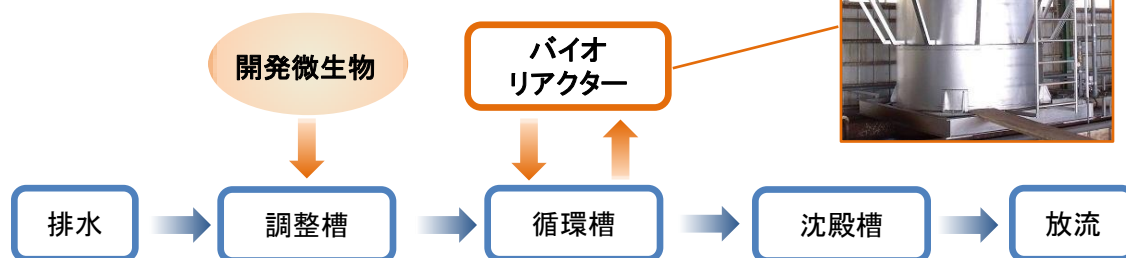 開発微生物
バイオ
リアクター
排水
調整槽
循環槽
沈殿槽
放流